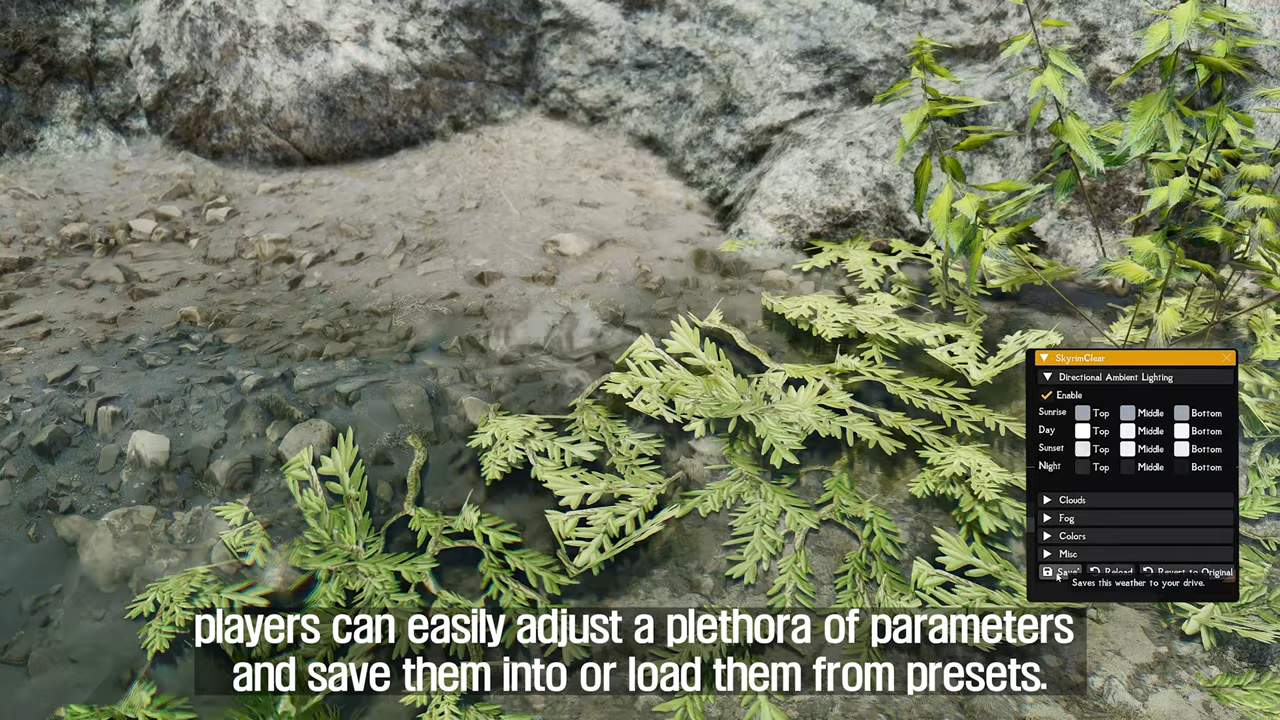 SkyrimClear
Directional Ambient Lighting
Enable
Sunrise Top Middle Bottom
Day Top Middle Bottom
Sunset Top Middle Bottom
Night Top Middle Bottom
Clouds
Fog
Colors
Misc
Save Reload Revert to Original
Saves this weather to your drive.
players can easily adjust a plethora of parameters
and save them into or load them from presets.